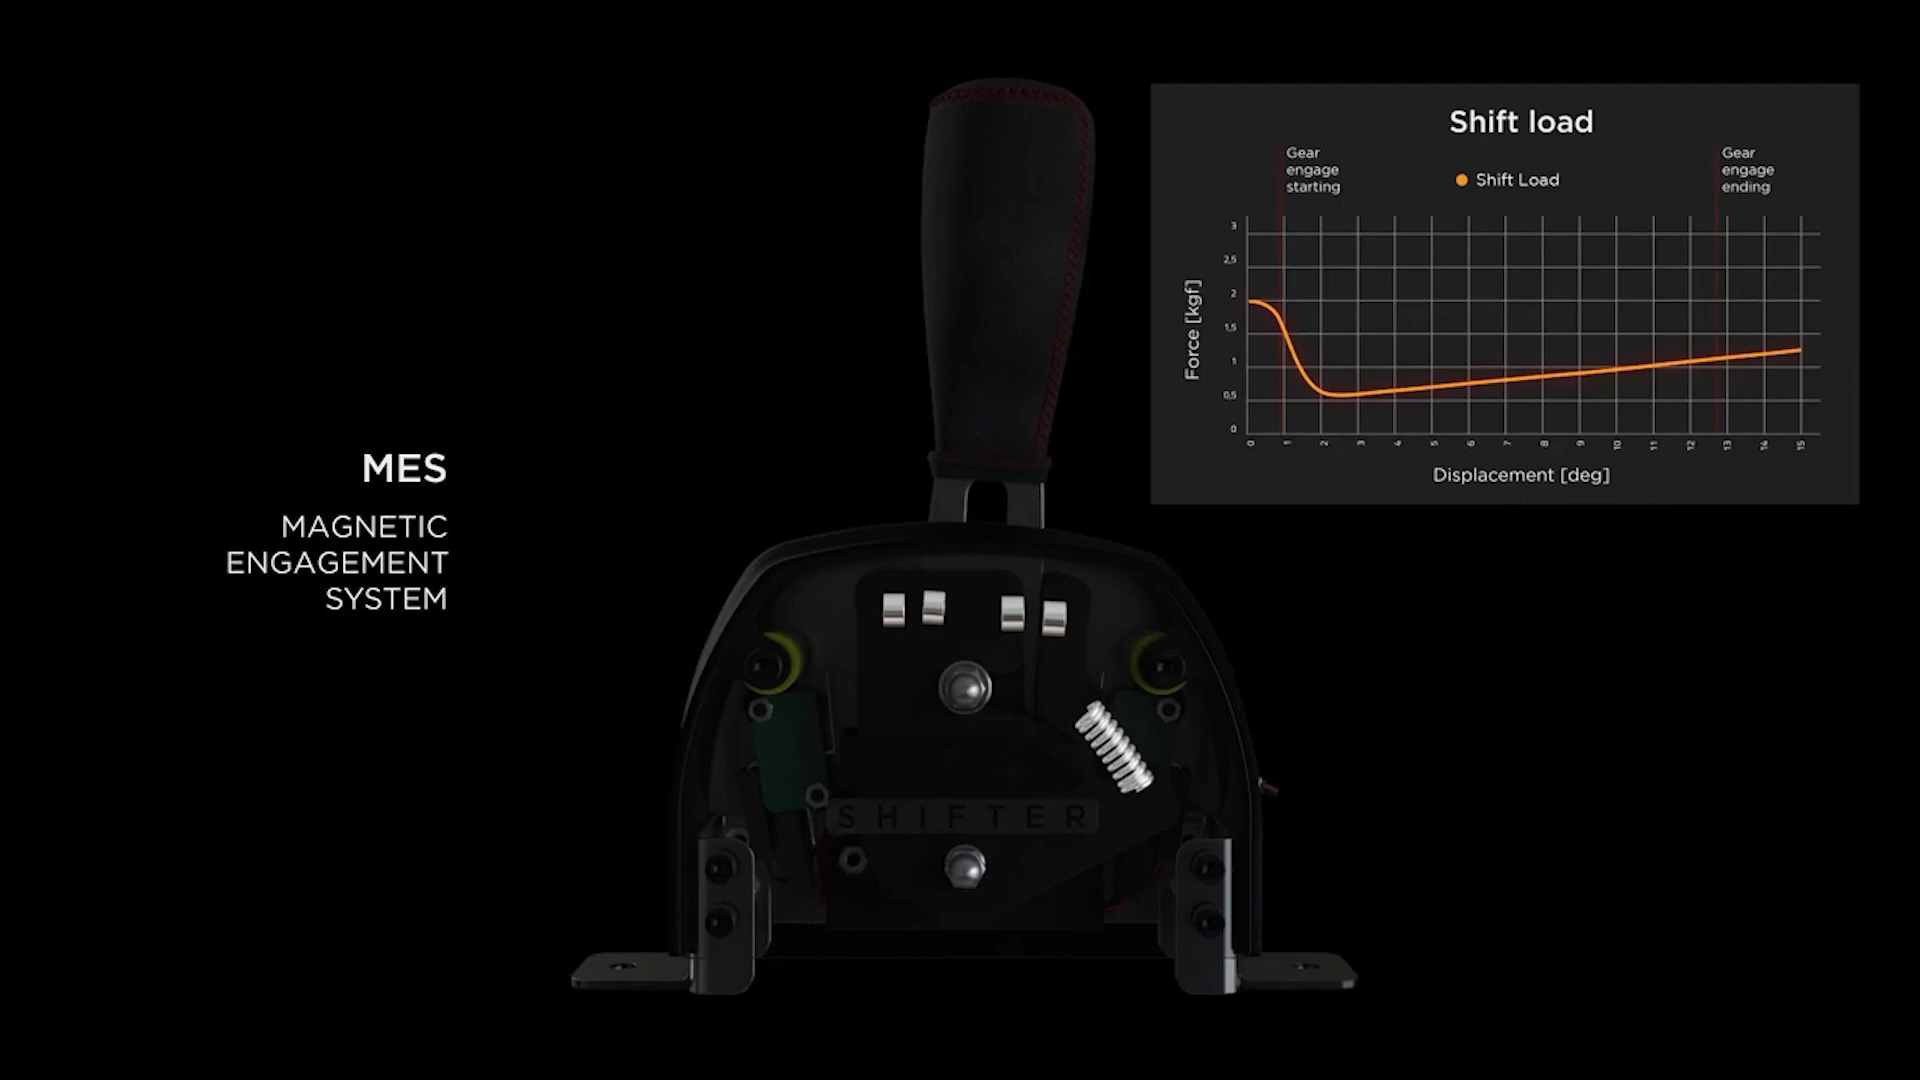 MES
MAGNETIC
ENGAGEMENT
SYSTEM
SHIFTER
Shift load
Gear
engage
starting
Shift Load
Gear
engage
ending
Force [kgf]
3
2,5
2
1,5
1
0,5
0
0 1 2 3 4 5 6 7 8 9 10 11 12 13 14 15
Displacement [deg]